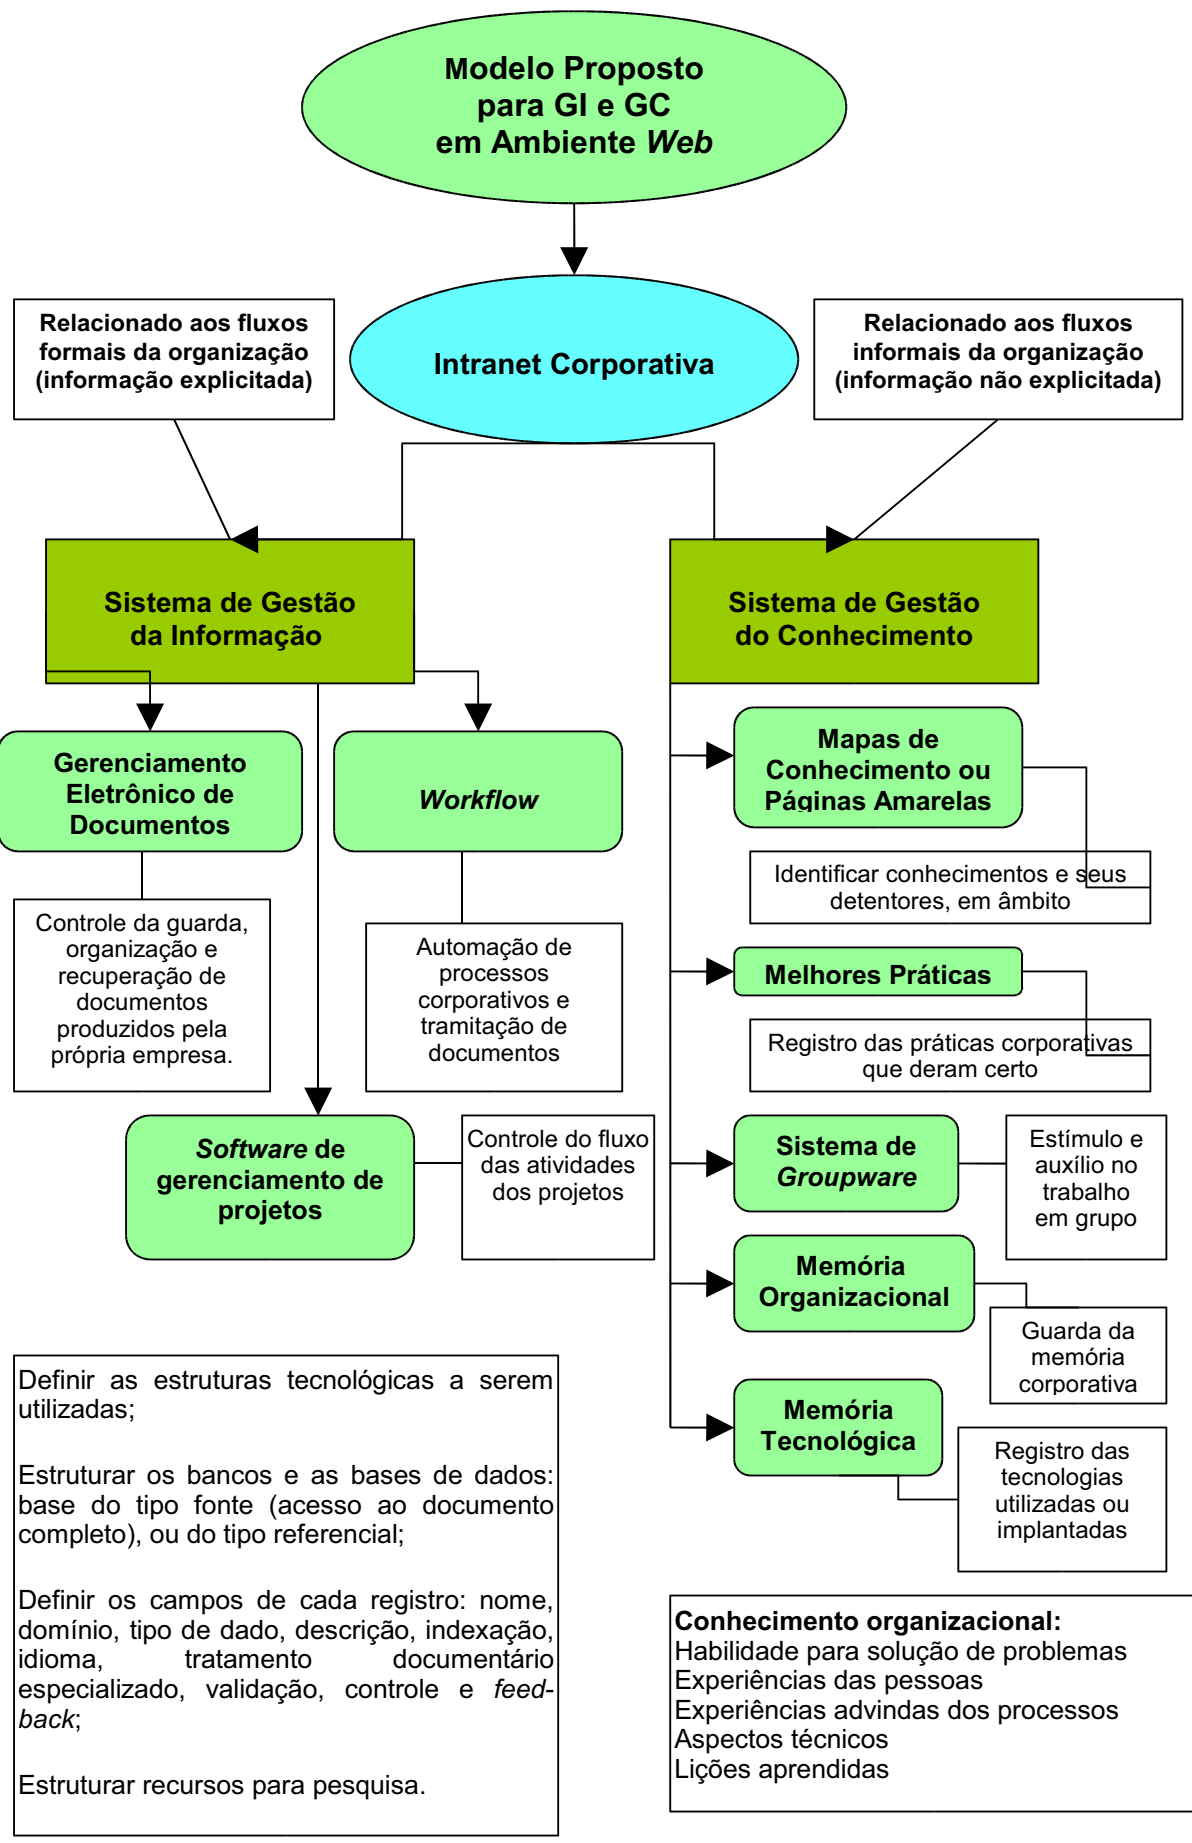 Modelo Proposto
para GI e GC
em Ambiente Web
Relacionado aos fluxos
formais da organização
(informação explicitada)
Intranet Corporativa
Relacionado aos fluxos
informais da organização
(informação não explicitada)
Sistema de Gestão
da Informação
Sistema de Gestão
do Conhecimento
Gerenciamento
Eletrônico de
Documentos
Workflow
Controle da guarda,
organização e
recuperação de
documentos
produzidos pela
própria empresa.
Automação de
processos
corporativos e
tramitação de
documentos
Software de
gerenciamento de
projetos
Controle do fluxo
das atividades
dos projetos
Mapas de
Conhecimento ou
Páginas Amarelas
Identificar conhecimentos e seus
detentores, em âmbito
Melhores Práticas
Registro das práticas corporativas
que deram certo
Sistema de
Groupware
Estímulo e
auxílio no
trabalho
em grupo
Memória
Organizacional
Guarda da
memória
corporativa
Memória
Tecnológica
Registro das
tecnologias
utilizadas ou
implantadas
Definir as estruturas tecnológicas a serem
utilizadas;
Estruturar os bancos e as bases de dados:
base do tipo fonte (acesso ao documento
completo), ou do tipo referencial;
Definir os campos de cada registro: nome,
domínio, tipo de dado, descrição, indexação,
idioma, tratamento documentário
especializado, validação, controle e feed-
back;
Estruturar recursos para pesquisa.
Conhecimento organizacional:
Habilidade para solução de problemas
Experiências das pessoas
Experiências advindas dos processos
Aspectos técnicos
Lições aprendidas